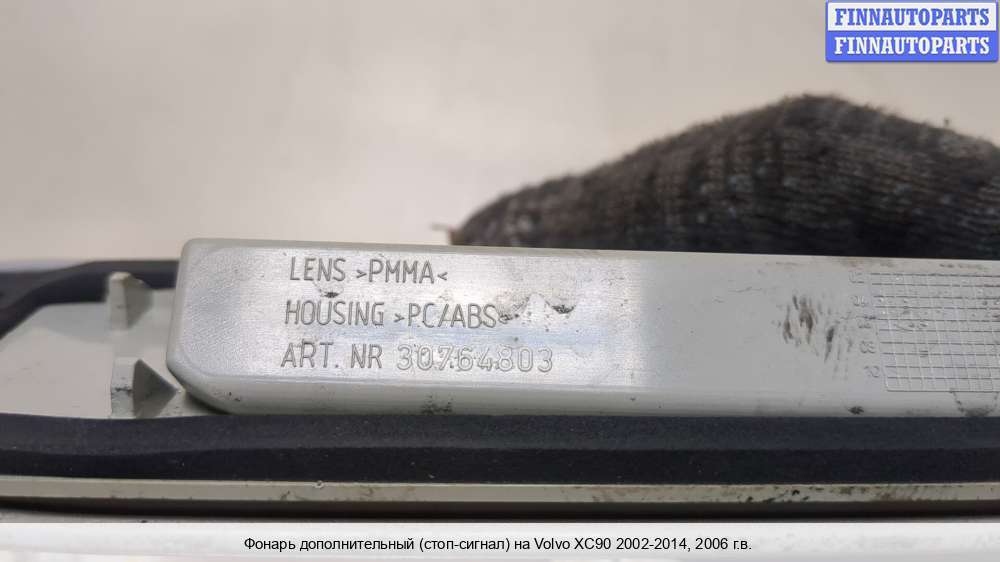 FINNAUTOPARTS
FINNAUTOPARTS
LENS >PMMA<
HOUSING >PC/ABS<
ART. NR 30764803
Фонарь дополнительный (стоп-сигнал) на Volvo XC90 2002-2014, 2006 г.в.